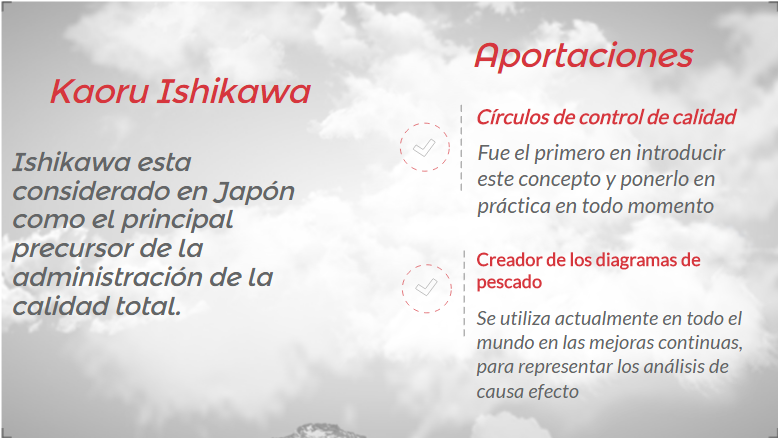 Kaoru Ishikawa
Ishikawa esta
considerado en Japón
como el principal
precursor de la
administración de la
calidad total.
Aportaciones
Círculos de control de calidad
Fue el primero en introducir
este concepto y ponerlo en
práctica en todo momento
Creador de los diagramas de
pescado
Se utiliza actualmente en todo el
mundo en las mejoras continuas,
para representar los análisis de
causa efecto